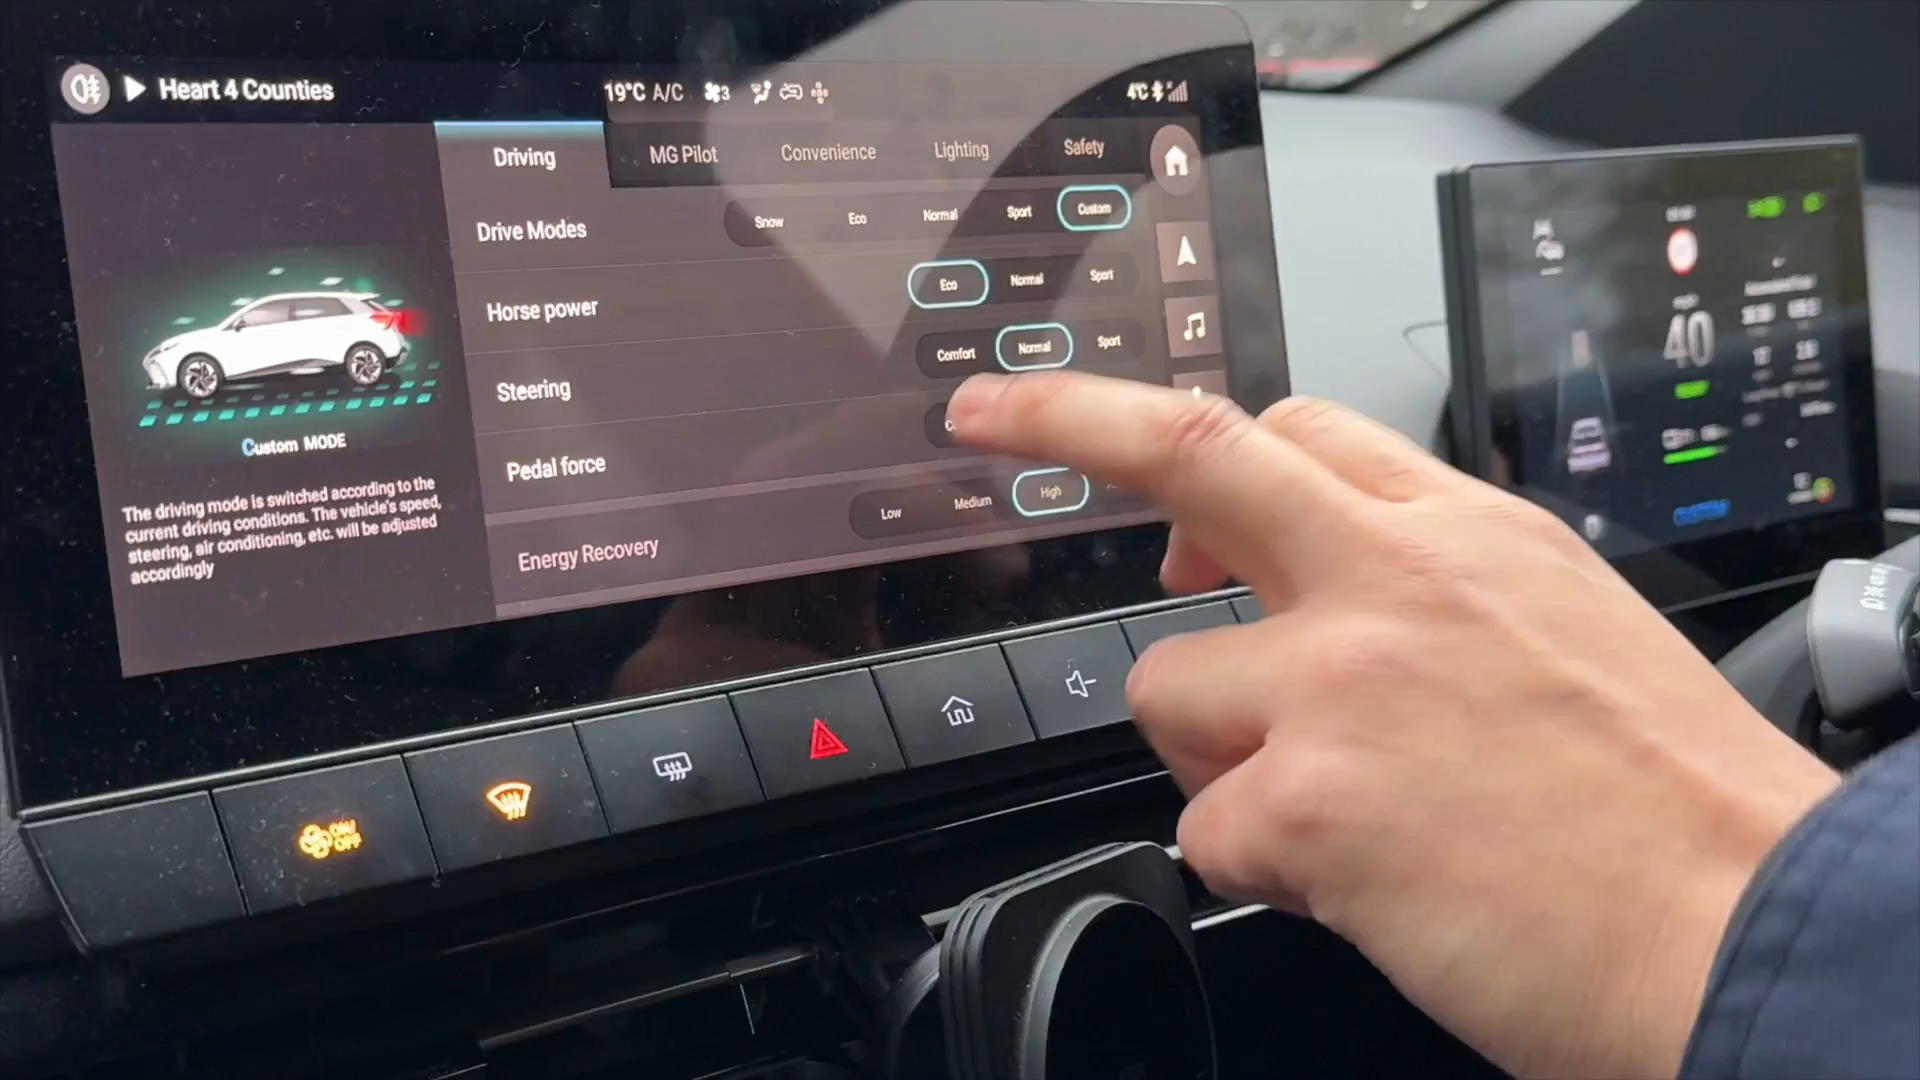 Heart 4 Counties
19°C A/C 3
4°C
Driving MG Pilot Convenience Lighting Safety
Drive Modes Snow Eco Normal Sport Custom
Horse power Eco Normal Sport
Steering Comfort Normal Sport
Pedal force
Energy Recovery Low Medium High
Custom MODE
The driving mode is switched according to the
current driving conditions. The vehicle's speed,
steering, air conditioning, etc. will be adjusted
accordingly
ON/
OFF
40
CUSTOM